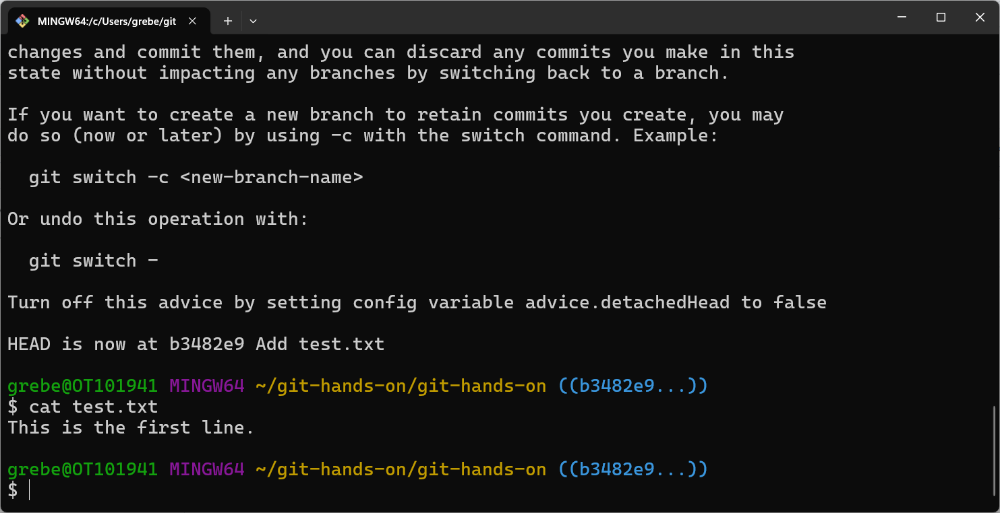 MINGW64:/c/Users/grebe/git
changes and commit them, and you can discard any commits you make in this
state without impacting any branches by switching back to a branch.
If you want to create a new branch to retain commits you create, you may
do so (now or later) by using -c with the switch command. Example:
git switch -c <new-branch-name>
Or undo this operation with:
git switch -
Turn off this advice by setting config variable advice.detachedHead to false
HEAD is now at b3482e9 Add test.txt
grebe@OT101941 MINGW64 ~/git-hands-on/git-hands-on ((b3482e9...))
$ cat test.txt
This is the first line.
grebe@OT101941 MINGW64 ~/git-hands-on/git-hands-on ((b3482e9...))
$